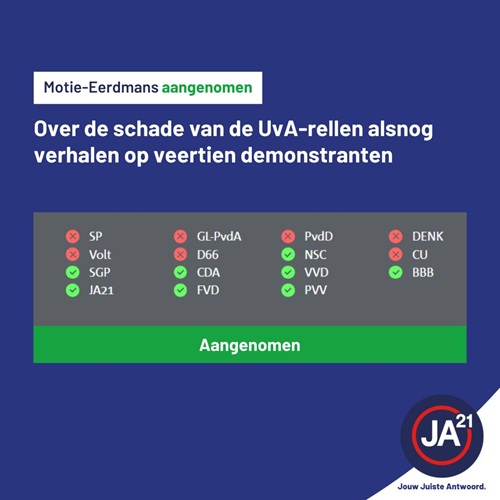 Motie-Eerdmans aangenomen
Over de schade van de UvA-rellen alsnog
verhalen op veertien demonstranten
SP GL-PvdA PvdD DENK
Volt D66 NSC CU
SGP CDA VVD BBB
JA21 FVD PVV
Aangenomen
JA21
Jouw Juiste Antwoord.